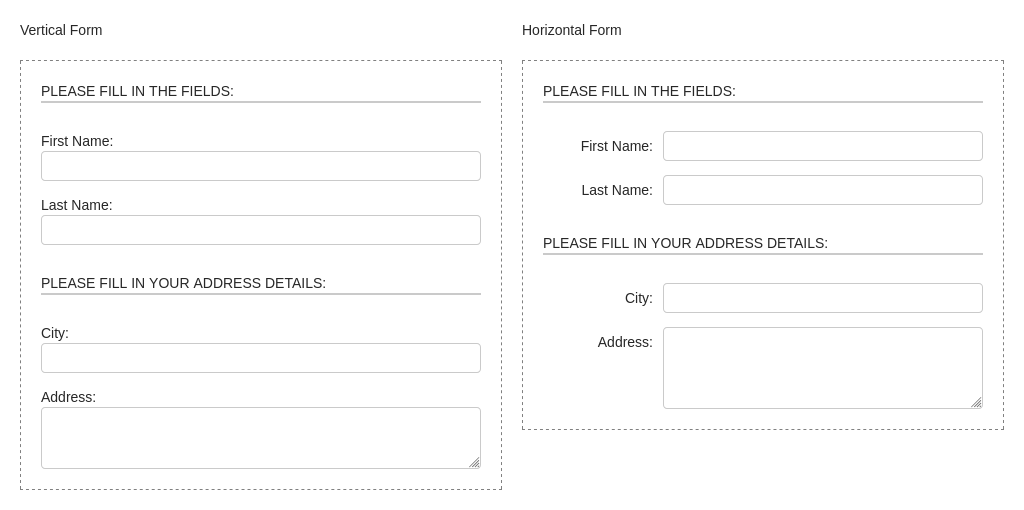 Vertical Form
PLEASE FILL IN THE FIELDS:
First Name:
Last Name:
PLEASE FILL IN YOUR ADDRESS DETAILS:
City:
Address:
Horizontal Form
PLEASE FILL IN THE FIELDS:
First Name:
Last Name:
PLEASE FILL IN YOUR ADDRESS DETAILS:
City:
Address: